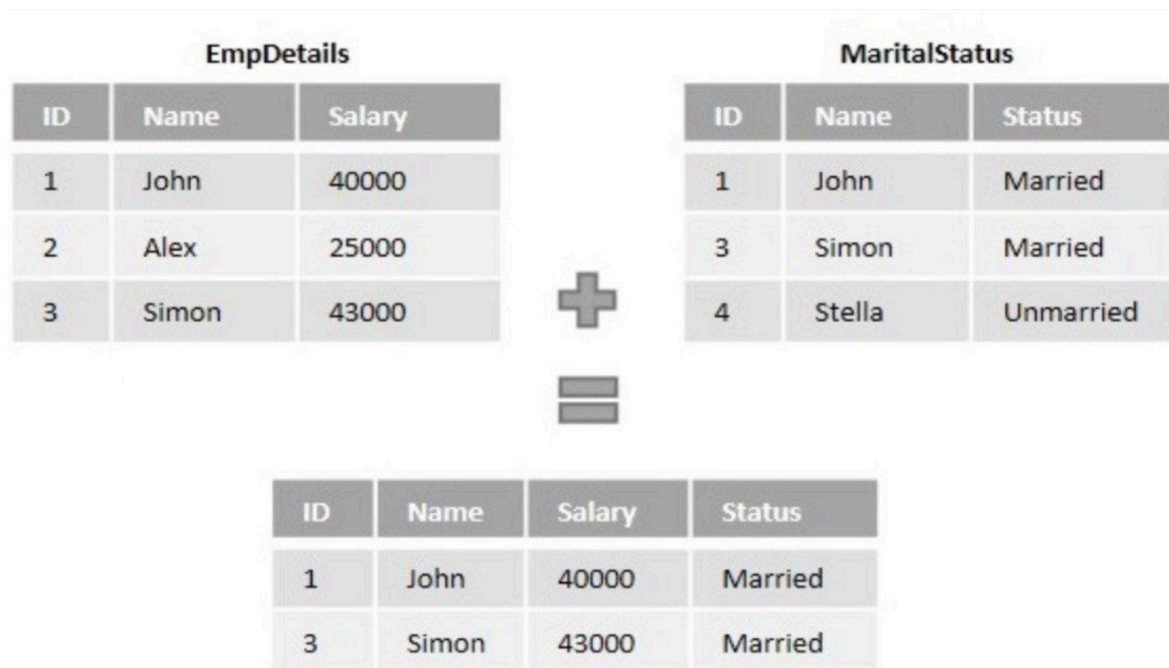 EmpDetails
ID Name Salary
1 John 40000
2 Alex 25000
3 Simon 43000
MaritalStatus
ID Name Status
1 John Married
3 Simon Married
4 Stella Unmarried
ID Name Salary Status
1 John 40000 Married
3 Simon 43000 Married